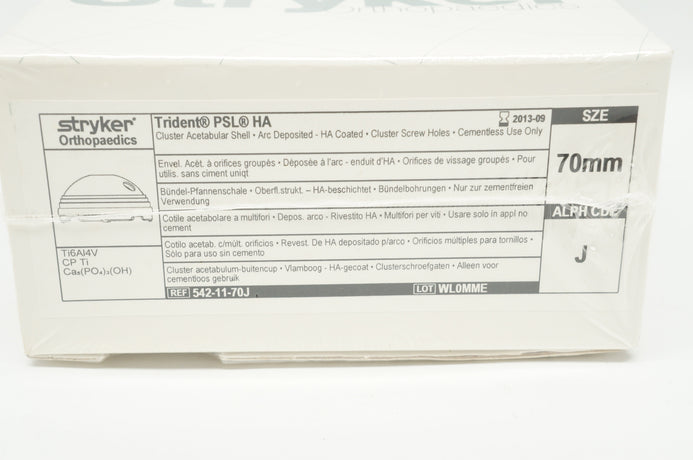 orthopaedics
stryker®
Orthopaedics
Trident® PSL® HA
2013-09
Cluster Acetabular Shell • Arc Deposited - HA Coated • Cluster Screw Holes • Cementless Use Only
Envel. Acét. à orifices groupés • Déposée à l'arc - enduit d'HA • Orifices de vissage groupés • Pour
utilis. sans ciment uniqt
Bündel-Pfannenschale • Oberfl.strukt. – HA-beschichtet • Bündelbohrungen • Nur zur zementfreien
Verwendung
Cotile acetabolare a multifori • Depos. arco - Rivestito HA • Multifori per viti • Usare solo in appl no
cement
Cotilo acetab. c/múlt. orificios • Revest. De HA depositado p/arco • Orificios múltiples para tornillos •
Sólo para uso sin cemento
Cluster acetabulum-buitencup • Vlamboog - HA-gecoat • Clusterschroefgaten • Alleen voor
cementloos gebruik
REF 542-11-70J
LOT WL0MME
Ti6Al4V
CP Ti
Ca₅(PO₄)₃(OH)
SZE
70mm
ALPH CDE
J